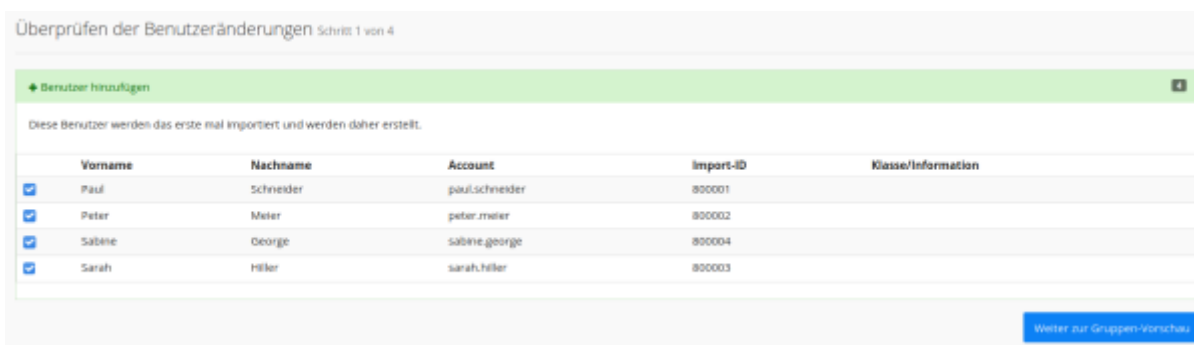 Überprüfen der Benutzeränderungen Schritt 1 von 4
Benutzer hinzufügen 4
Diese Benutzer werden das erste mal importiert und werden daher erstellt.
Vorname Nachname Account Import-ID Klasse/Information
Paul Schneider paul.schneider 800001
Peter Meier peter.meier 800002
Sabine George sabine.george 800004
Sarah Hiller sarah.hiller 800003
Weiter zur Gruppen-Vorschau